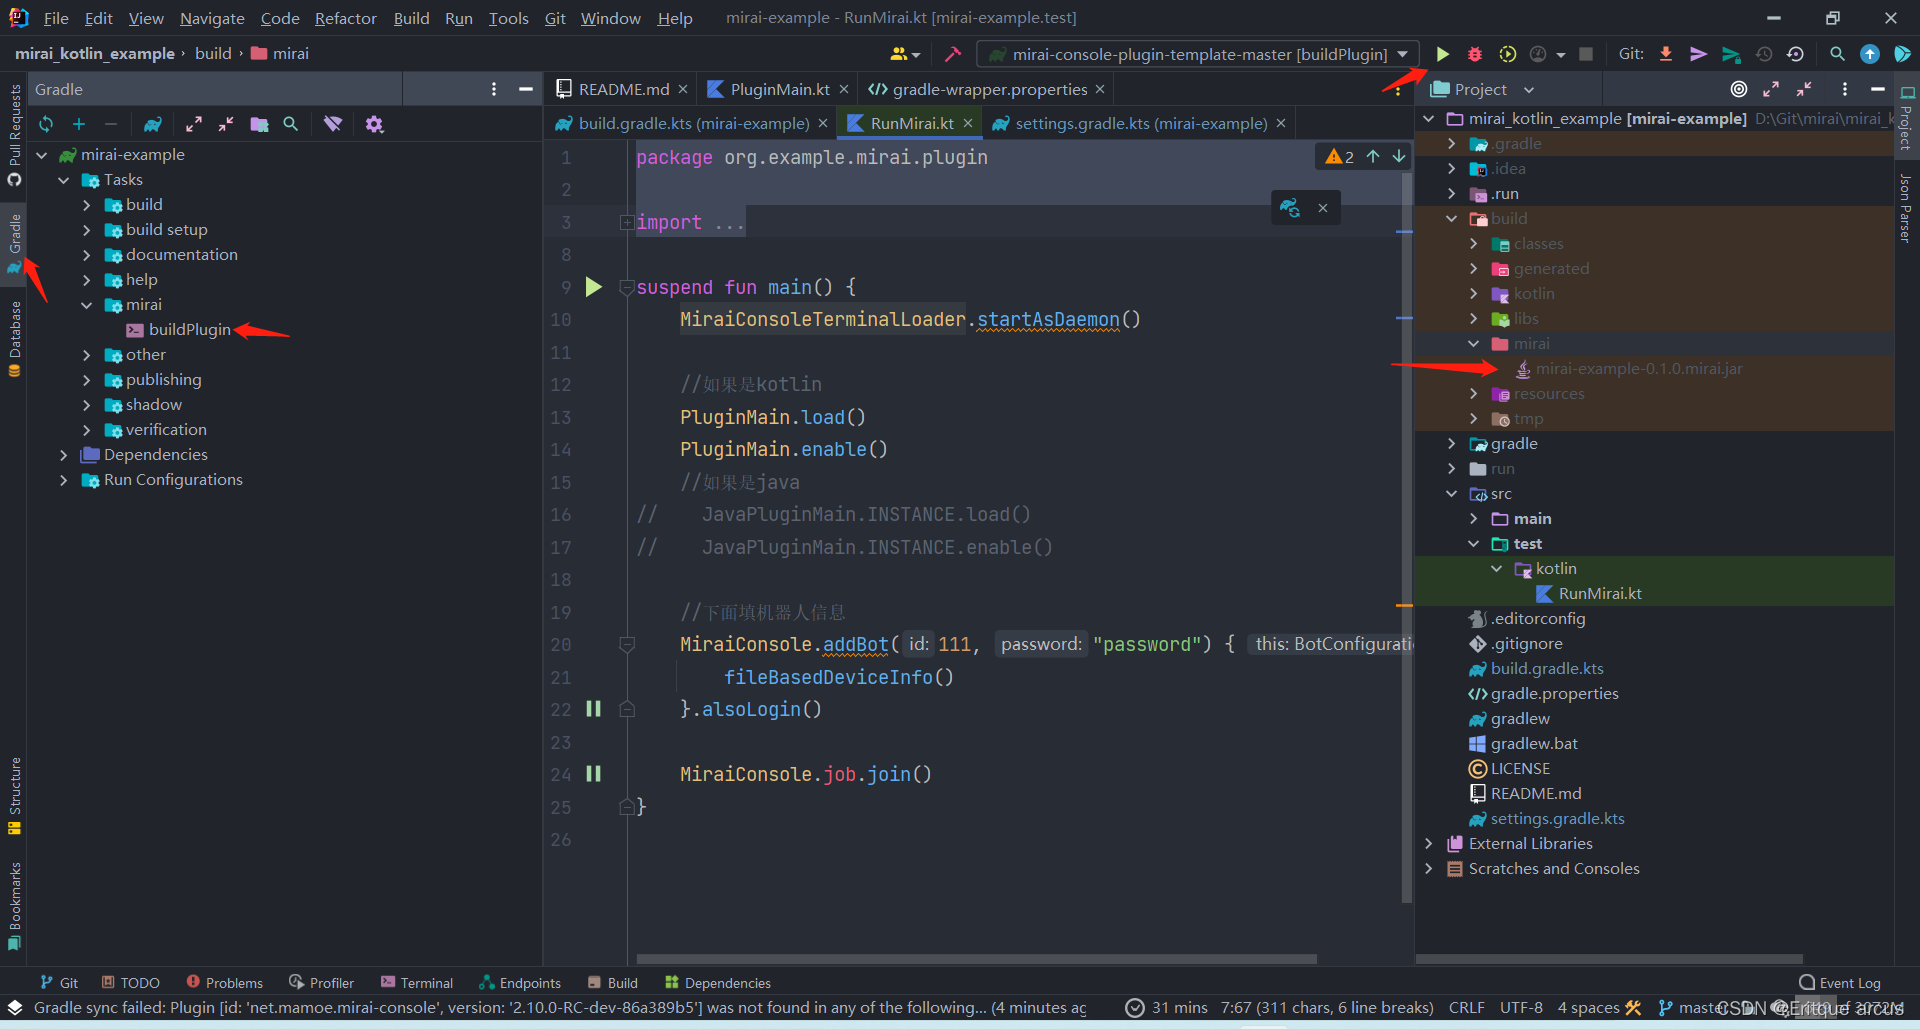 File Edit View Navigate Code Refactor Build Run Tools Git Window Help mirai-example - RunMirai.kt [mirai-example.test]
mirai_kotlin_example › build › mirai
mirai-console-plugin-template-master [buildPlugin] Git:
Gradle
README.md PluginMain.kt gradle-wrapper.properties
Project
build.gradle.kts (mirai-example) RunMirai.kt settings.gradle.kts (mirai-example)
Pull Requests
Gradle
Database
Structure
Bookmarks
mirai-example
Tasks
build
build setup
documentation
help
mirai
buildPlugin
other
publishing
shadow
verification
Dependencies
Run Configurations
2
1 package org.example.mirai.plugin
2
3 import ...
8
9 suspend fun main() {
10 MiraiConsoleTerminalLoader.startAsDaemon()
11
12 //如果是kotlin
13 PluginMain.load()
14 PluginMain.enable()
15 //如果是java
16 // JavaPluginMain.INSTANCE.load()
17 // JavaPluginMain.INSTANCE.enable()
18
19 //下面填机器人信息
20 MiraiConsole.addBot( id: 111, password: "password") { this: BotConfigurati
21 fileBasedDeviceInfo()
22 }.alsoLogin()
23
24 MiraiConsole.job.join()
25 }
26
mirai_kotlin_example [mirai-example] D:\Git\mirai\mirai_k
.gradle
.idea
.run
build
classes
generated
kotlin
libs
mirai
mirai-example-0.1.0.mirai.jar
resources
tmp
gradle
run
src
main
test
kotlin
RunMirai.kt
.editorconfig
.gitignore
build.gradle.kts
gradle.properties
gradlew
gradlew.bat
LICENSE
README.md
settings.gradle.kts
External Libraries
Scratches and Consoles
Project
Json Parser
Git TODO Problems Profiler Terminal Endpoints Build Dependencies Event Log
Gradle sync failed: Plugin [id: 'net.mamoe.mirai-console', version: '2.10.0-RC-dev-86a389b5'] was not found in any of the following... (4 minutes ag 31 mins 7:67 (311 chars, 6 line breaks) CRLF UTF-8 4 spaces master of 3072M
CSDN @Eritque arcus